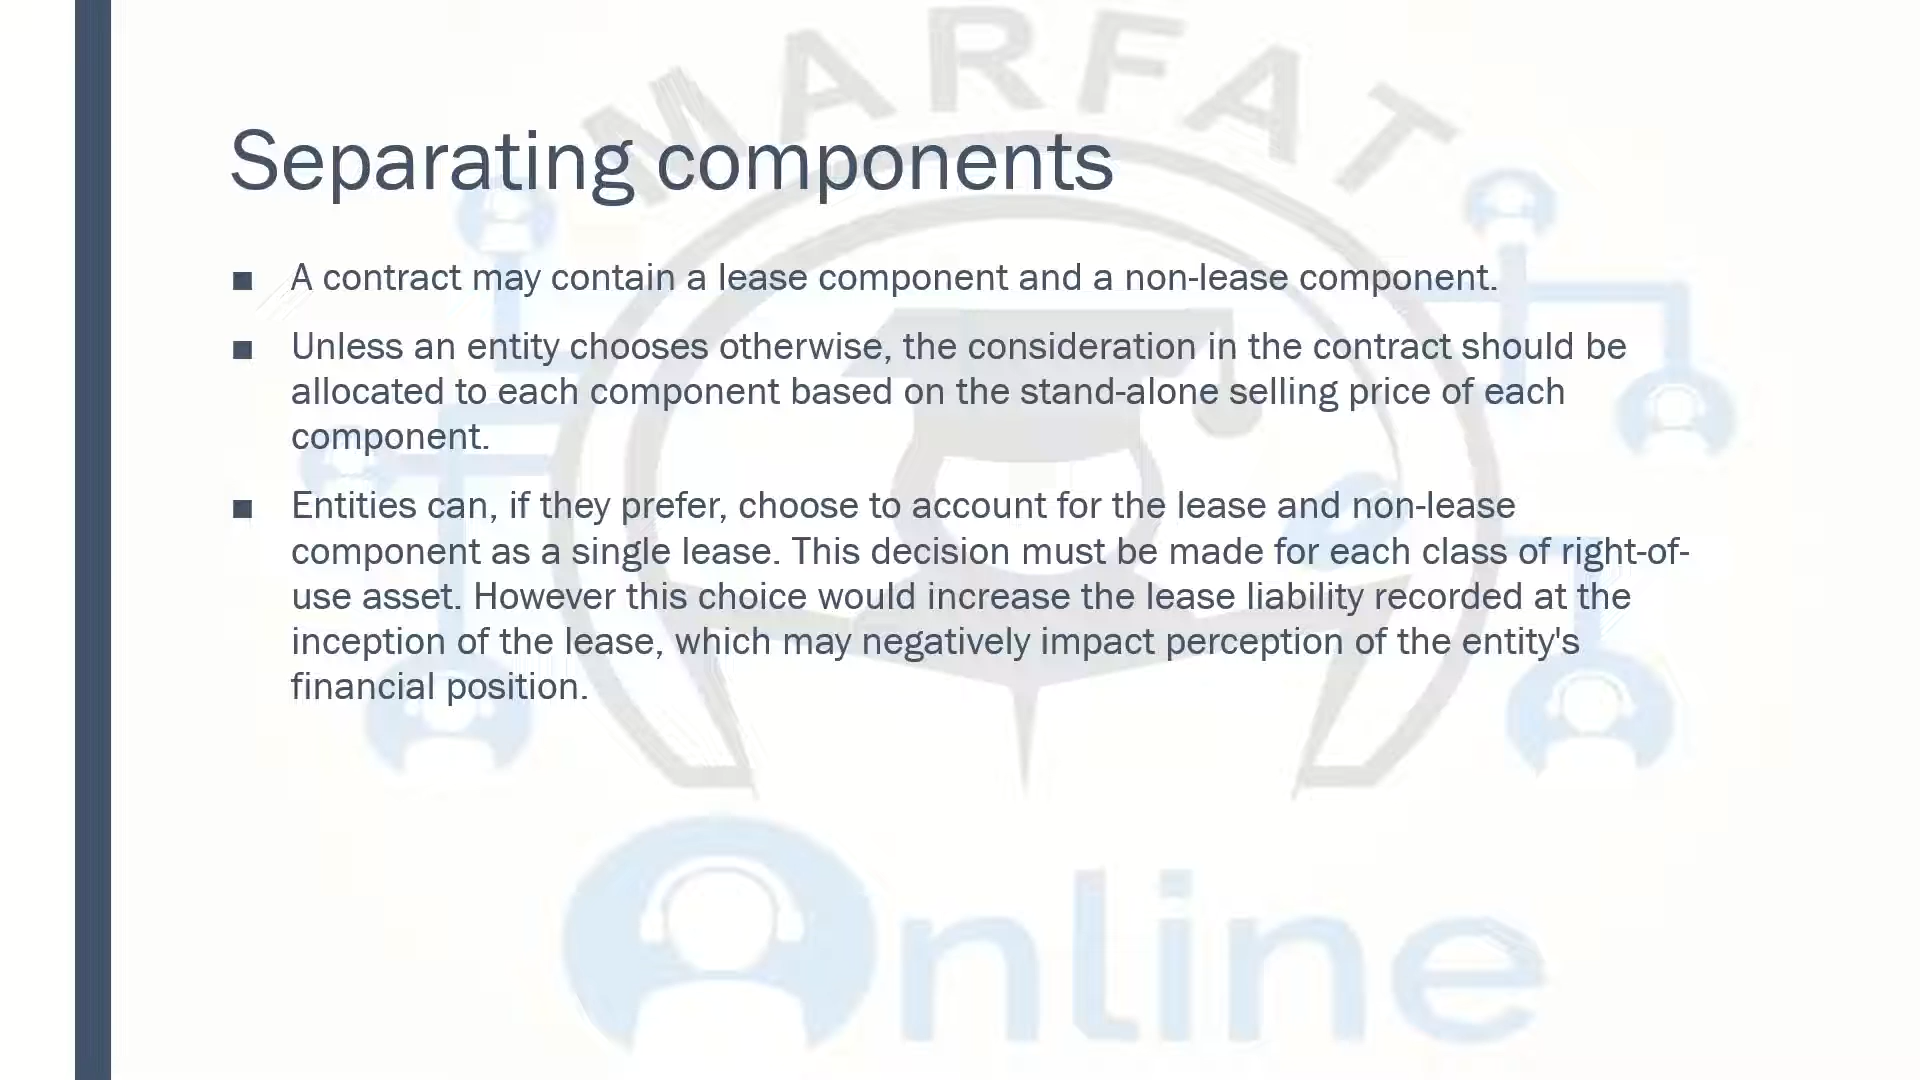 MARFAT
Separating components
■ A contract may contain a lease component and a non-lease component.
■ Unless an entity chooses otherwise, the consideration in the contract should be
allocated to each component based on the stand-alone selling price of each
component.
■ Entities can, if they prefer, choose to account for the lease and non-lease
component as a single lease. This decision must be made for each class of right-of-
use asset. However this choice would increase the lease liability recorded at the
inception of the lease, which may negatively impact perception of the entity's
financial position.
Online